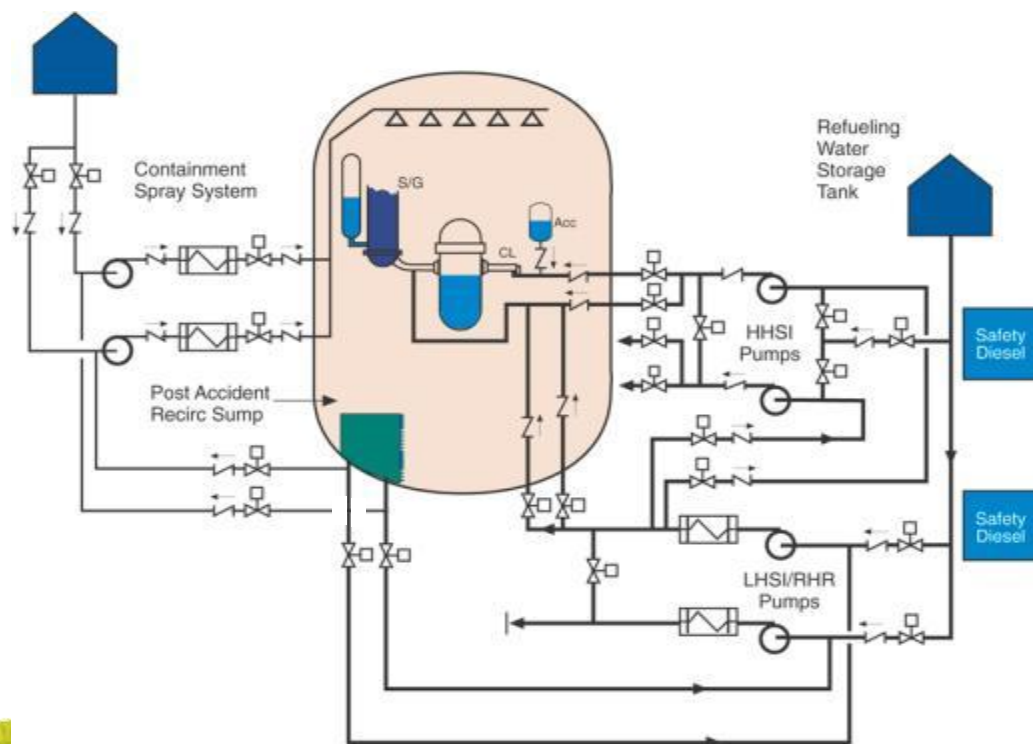 Containment
Spray System
S/G
Acc
CL
Refueling
Water
Storage
Tank
HHSI
Pumps
Safety
Diesel
Post Accident
Recirc Sump
Safety
Diesel
LHSI/RHR
Pumps